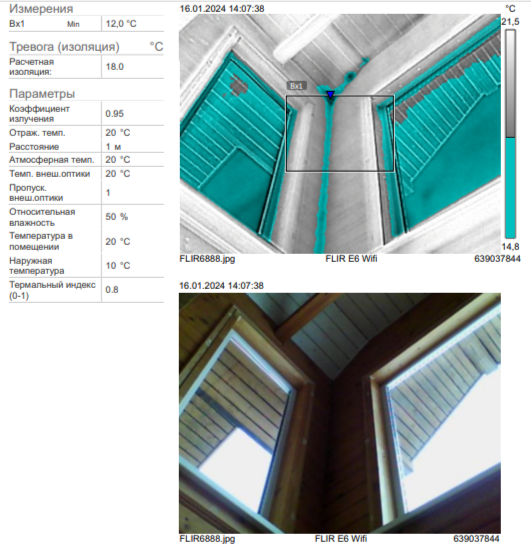 Измерения
Bx1 Min 12,0 °C
Тревога (изоляция) °C
Расчетная
изоляция: 18.0
Параметры
Коэффициент
излучения 0.95
Отраж. темп. 20 °C
Расстояние 1 м
Атмосферная темп. 20 °C
Темп. внеш.оптики 20 °C
Пропуск.
внеш.оптики 1
Относительная
влажность 50 %
Температура в
помещении 20 °C
Наружная
температура 10 °C
Термальный индекс
(0-1) 0.8
16.01.2024 14:07:38
°C
21,5
Bx1
14,8
FLIR6888.jpg FLIR E6 Wifi 639037844
16.01.2024 14:07:38
FLIR6888.jpg FLIR E6 Wifi 639037844